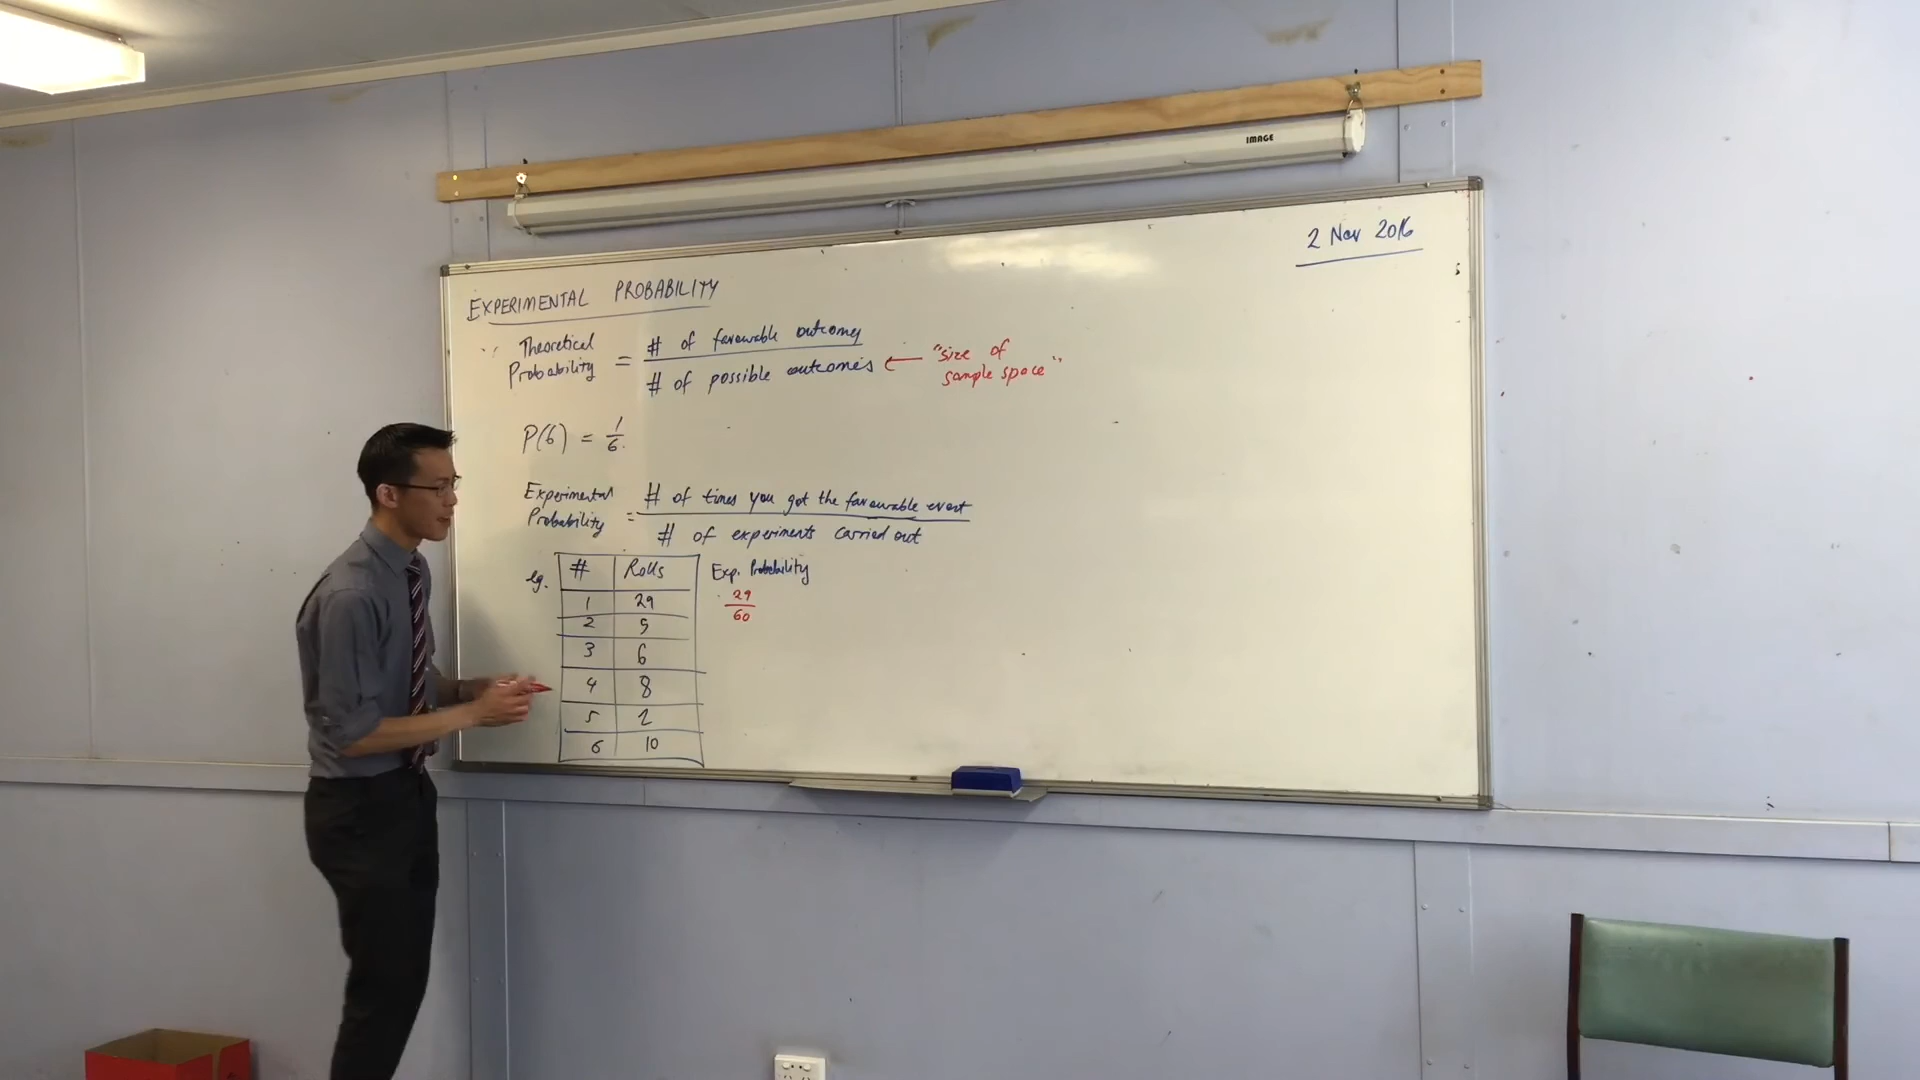 IMAGE
2 Nov 2016
EXPERIMENTAL PROBABILITY
Theoretical Probability = # of favourable outcomes / # of possible outcomes ← "size of sample space"
P(6) = 1/6.
Experimental Probability = # of times you got the favourable event / # of experiments carried out
eg. # Rolls Exp. Probability
1 29 29/60
2 5
3 6
4 8
5 2
6 10